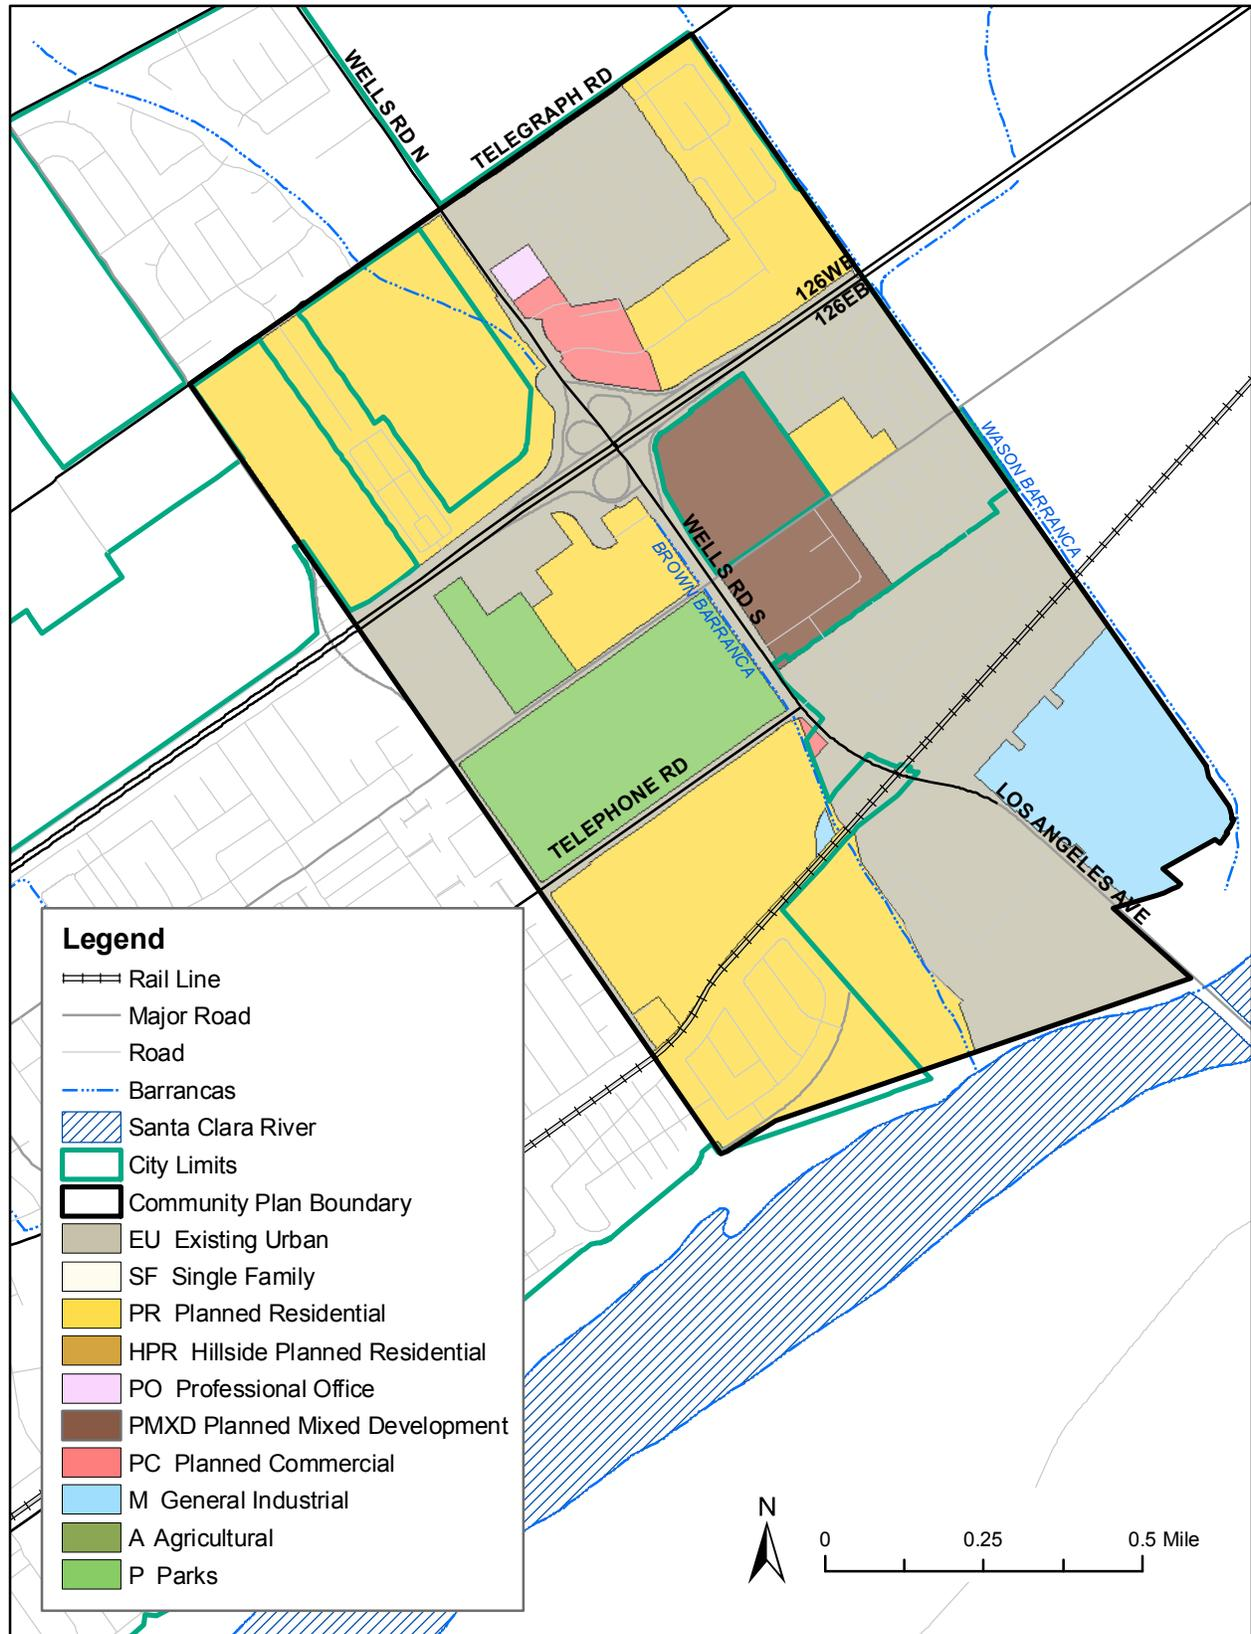 WELLS RD N
TELEGRAPH RD
126WB
126EB
WASON BARRANCA
WELLS RD S
BROWN BARRANCA
TELEPHONE RD
LOS ANGELES AVE
Legend
Rail Line
Major Road
Road
Barrancas
Santa Clara River
City Limits
Community Plan Boundary
EU Existing Urban
SF Single Family
PR Planned Residential
HPR Hillside Planned Residential
PO Professional Office
PMXD Planned Mixed Development
PC Planned Commercial
M General Industrial
A Agricultural
P Parks
N
0 0.25 0.5 Mile